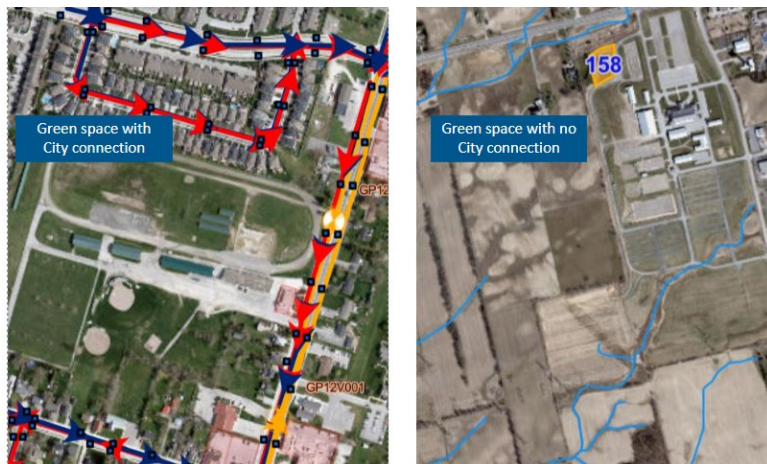 Green space with
City connection
GP12
GP12V001
158
Green space with no
City connection